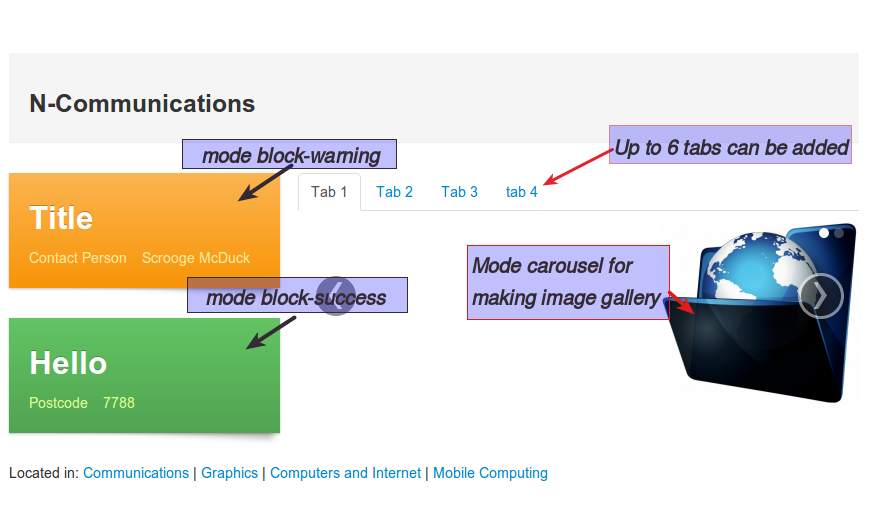 N-Communications
mode block-warning
Up to 6 tabs can be added
Tab 1 Tab 2 Tab 3 tab 4
Title
Contact Person Scrooge McDuck
Mode carousel for
making image gallery
mode block-success
Hello
Postcode 7788
Located in: Communications | Graphics | Computers and Internet | Mobile Computing